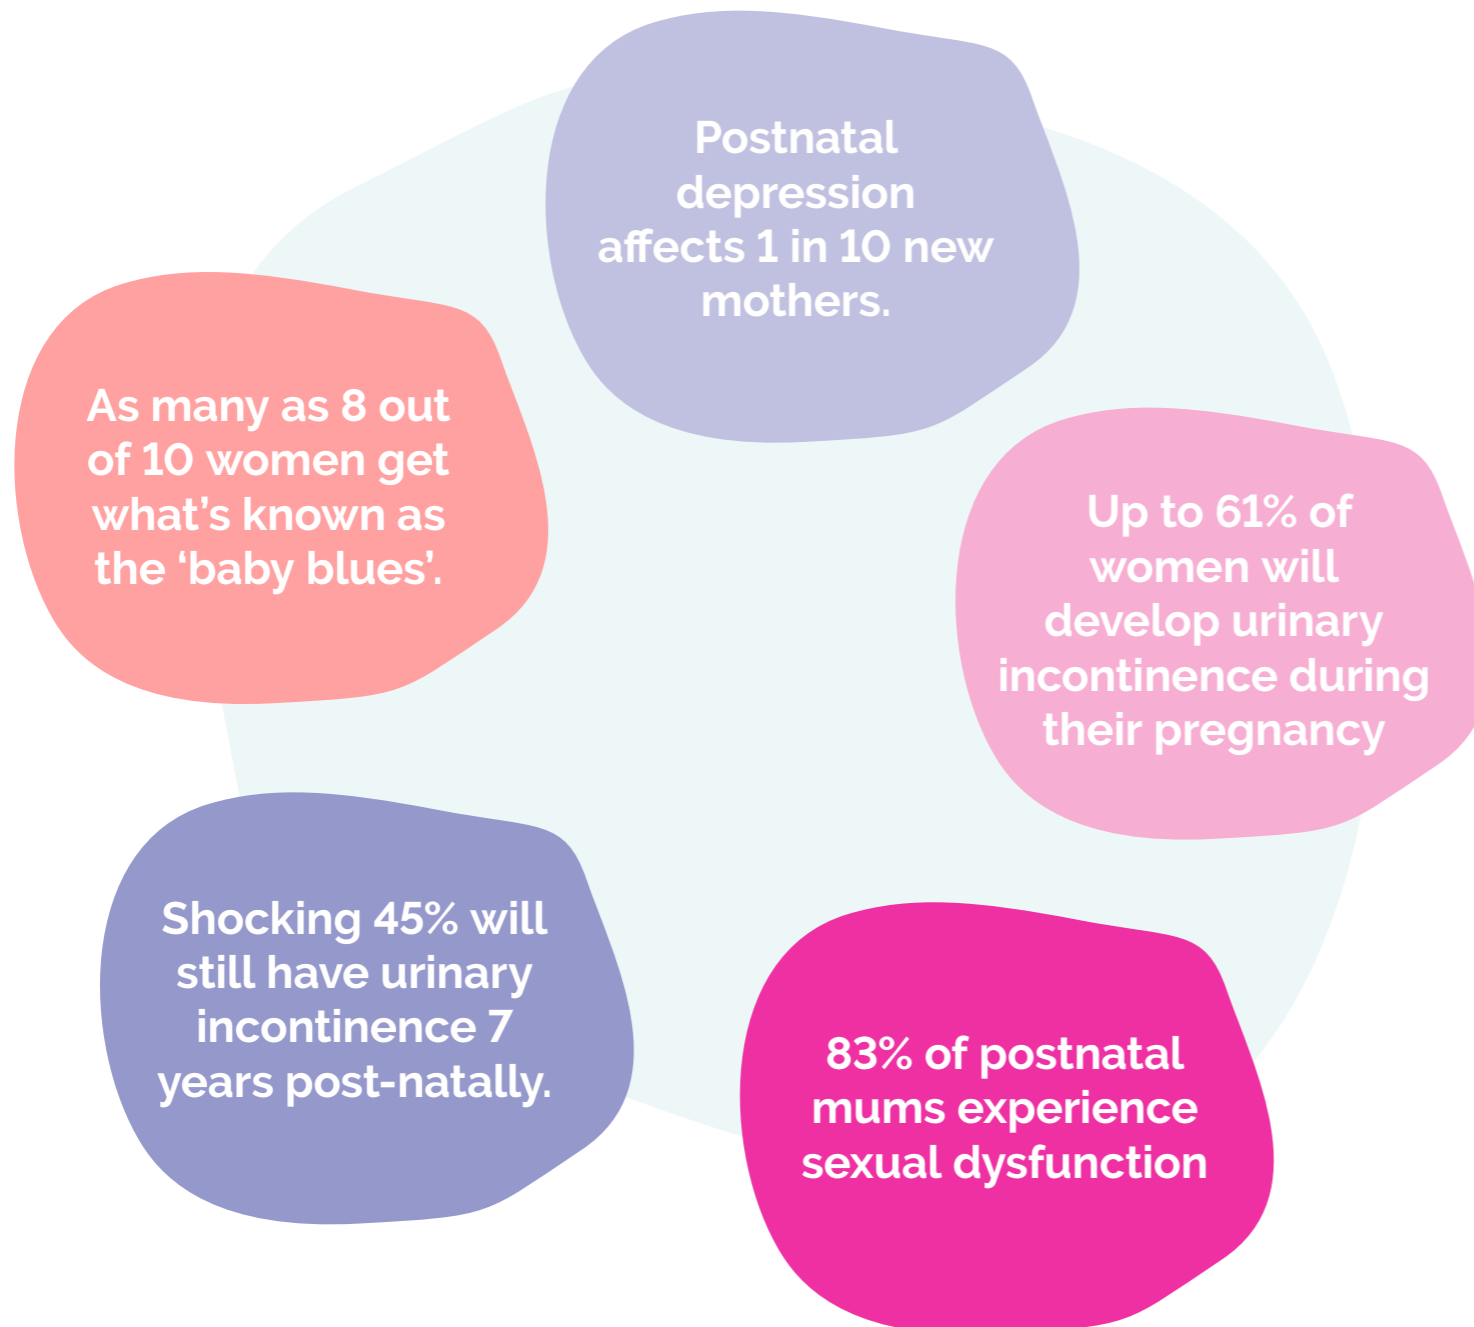 Postnatal
depression
affects 1 in 10 new
mothers.
As many as 8 out
of 10 women get
what's known as
the ‘baby blues’.
Up to 61% of
women will
develop urinary
incontinence during
their pregnancy
Shocking 45% will
still have urinary
incontinence 7
years post-natally.
83% of postnatal
mums experience
sexual dysfunction